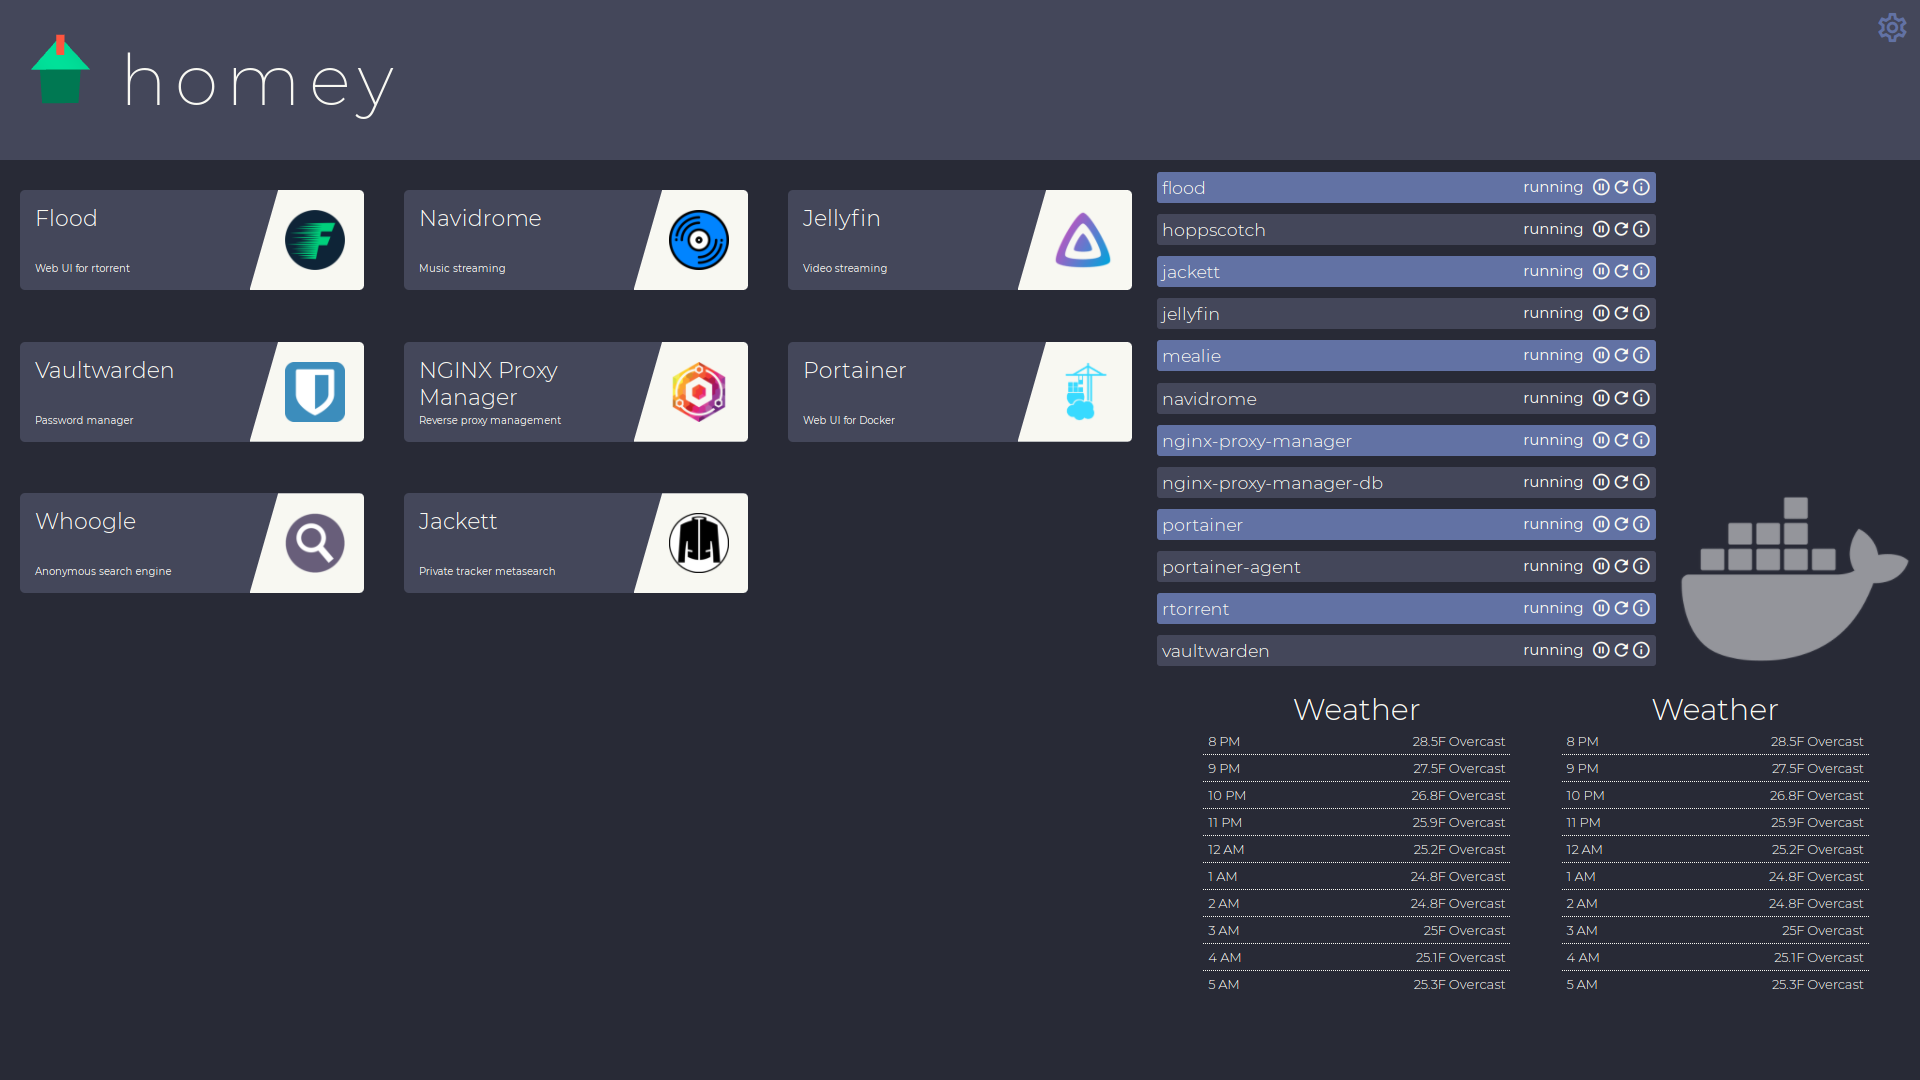 homey
Flood
Web UI for rtorrent
Navidrome
Music streaming
Jellyfin
Video streaming
Vaultwarden
Password manager
NGINX Proxy
Manager
Reverse proxy management
Portainer
Web UI for Docker
Whoogle
Anonymous search engine
Jackett
Private tracker metasearch
flood running
hoppscotch running
jackett running
jellyfin running
mealie running
navidrome running
nginx-proxy-manager running
nginx-proxy-manager-db running
portainer running
portainer-agent running
rtorrent running
vaultwarden running
Weather
8 PM 28.5F Overcast
9 PM 27.5F Overcast
10 PM 26.8F Overcast
11 PM 25.9F Overcast
12 AM 25.2F Overcast
1 AM 24.8F Overcast
2 AM 24.8F Overcast
3 AM 25F Overcast
4 AM 25.1F Overcast
5 AM 25.3F Overcast
Weather
8 PM 28.5F Overcast
9 PM 27.5F Overcast
10 PM 26.8F Overcast
11 PM 25.9F Overcast
12 AM 25.2F Overcast
1 AM 24.8F Overcast
2 AM 24.8F Overcast
3 AM 25F Overcast
4 AM 25.1F Overcast
5 AM 25.3F Overcast